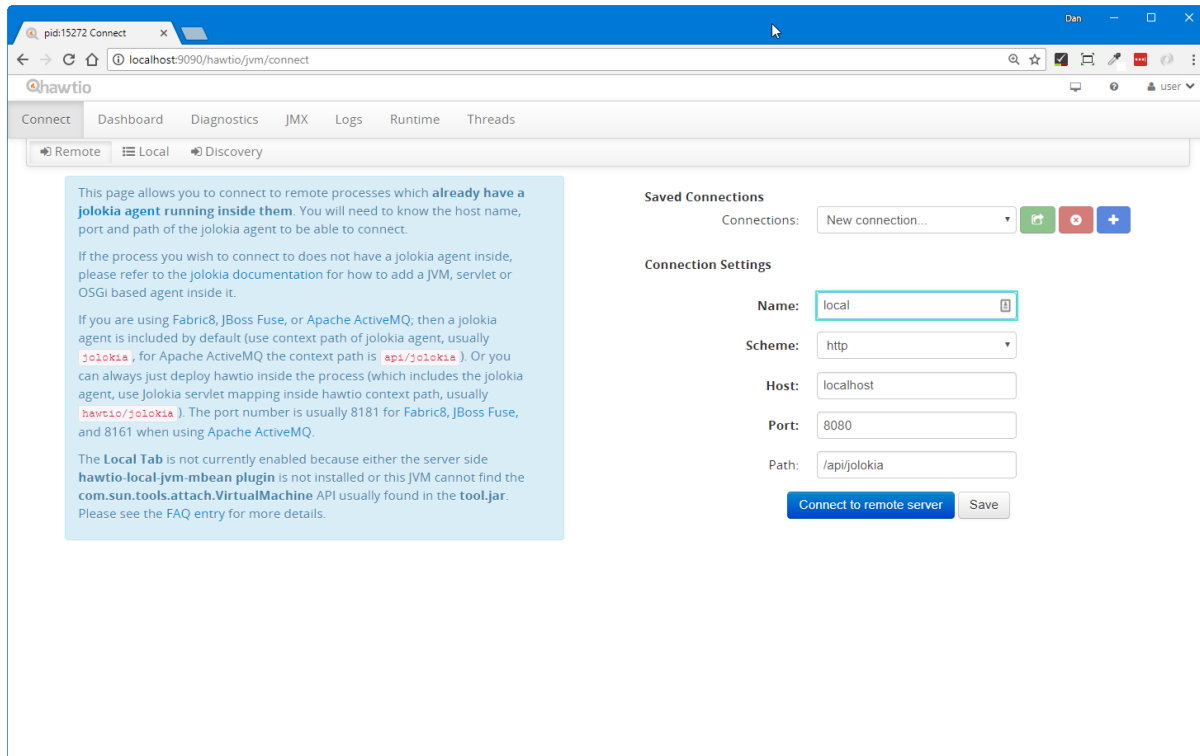 Dan
pid:15272 Connect
localhost:9090/hawtio/jvm/connect
hawtio
user
Connect Dashboard Diagnostics JMX Logs Runtime Threads
Remote Local Discovery
This page allows you to connect to remote processes which already have a
jolokia agent running inside them. You will need to know the host name,
port and path of the jolokia agent to be able to connect.
If the process you wish to connect to does not have a jolokia agent inside,
please refer to the jolokia documentation for how to add a JVM, servlet or
OSGi based agent inside it.
If you are using Fabric8, JBoss Fuse, or Apache ActiveMQ; then a jolokia
agent is included by default (use context path of jolokia agent, usually
jolokia, for Apache ActiveMQ the context path is api/jolokia). Or you
can always just deploy hawtio inside the process (which includes the jolokia
agent, use Jolokia servlet mapping inside hawtio context path, usually
hawtio/jolokia). The port number is usually 8181 for Fabric8, JBoss Fuse,
and 8161 when using Apache ActiveMQ.
The Local Tab is not currently enabled because either the server side
hawtio-local-jvm-mbean plugin is not installed or this JVM cannot find the
com.sun.tools.attach.VirtualMachine API usually found in the tool.jar.
Please see the FAQ entry for more details.
Saved Connections
Connections: New connection...
Connection Settings
Name: local
Scheme: http
Host: localhost
Port: 8080
Path: /api/jolokia
Connect to remote server Save